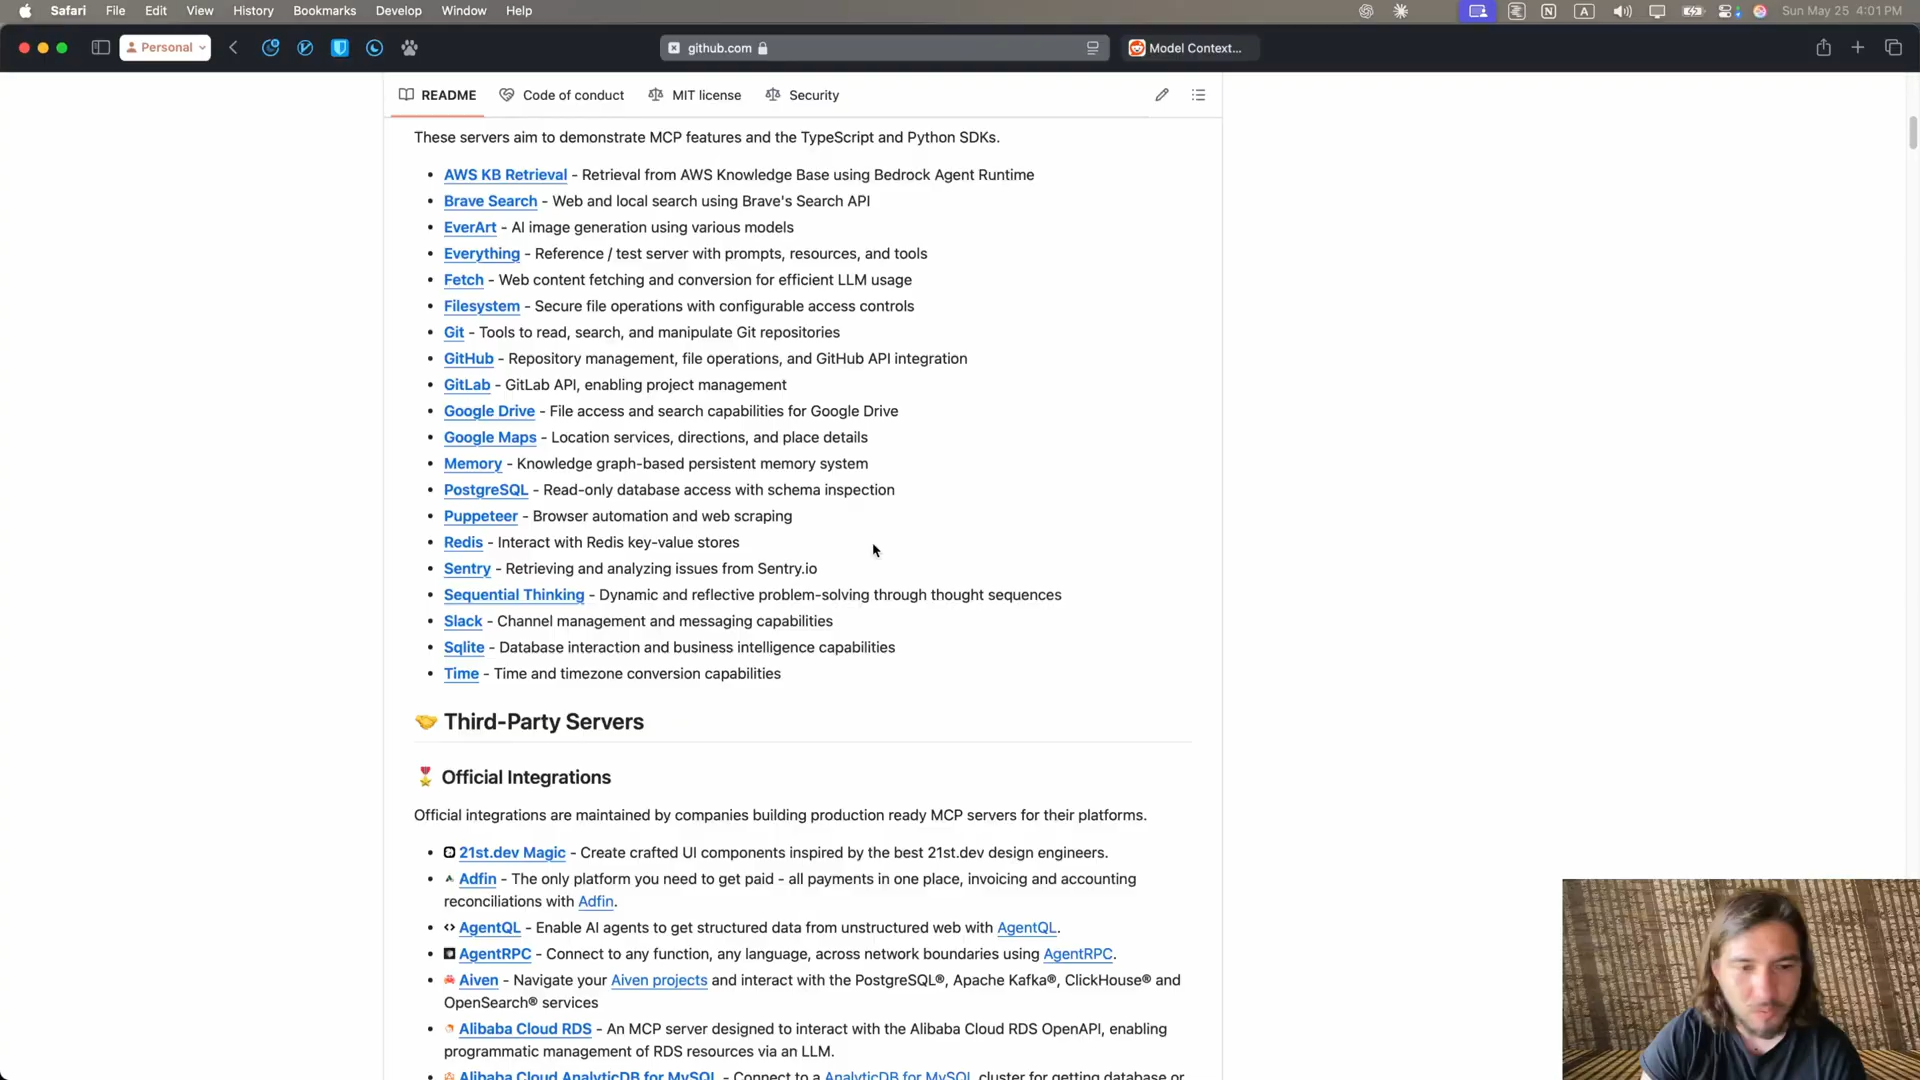 Safari File Edit View History Bookmarks Develop Window Help Sun May 25 4:01 PM
Personal github.com Model Context...
README Code of conduct MIT license Security
These servers aim to demonstrate MCP features and the TypeScript and Python SDKs.
• AWS KB Retrieval - Retrieval from AWS Knowledge Base using Bedrock Agent Runtime
• Brave Search - Web and local search using Brave's Search API
• EverArt - AI image generation using various models
• Everything - Reference / test server with prompts, resources, and tools
• Fetch - Web content fetching and conversion for efficient LLM usage
• Filesystem - Secure file operations with configurable access controls
• Git - Tools to read, search, and manipulate Git repositories
• GitHub - Repository management, file operations, and GitHub API integration
• GitLab - GitLab API, enabling project management
• Google Drive - File access and search capabilities for Google Drive
• Google Maps - Location services, directions, and place details
• Memory - Knowledge graph-based persistent memory system
• PostgreSQL - Read-only database access with schema inspection
• Puppeteer - Browser automation and web scraping
• Redis - Interact with Redis key-value stores
• Sentry - Retrieving and analyzing issues from Sentry.io
• Sequential Thinking - Dynamic and reflective problem-solving through thought sequences
• Slack - Channel management and messaging capabilities
• Sqlite - Database interaction and business intelligence capabilities
• Time - Time and timezone conversion capabilities
🤝 Third-Party Servers
🎖️ Official Integrations
Official integrations are maintained by companies building production ready MCP servers for their platforms.
• 21st.dev Magic - Create crafted UI components inspired by the best 21st.dev design engineers.
• Adfin - The only platform you need to get paid - all payments in one place, invoicing and accounting
reconciliations with Adfin.
• AgentQL - Enable AI agents to get structured data from unstructured web with AgentQL.
• AgentRPC - Connect to any function, any language, across network boundaries using AgentRPC.
• Aiven - Navigate your Aiven projects and interact with the PostgreSQL®, Apache Kafka®, ClickHouse® and
OpenSearch® services
• Alibaba Cloud RDS - An MCP server designed to interact with the Alibaba Cloud RDS OpenAPI, enabling
programmatic management of RDS resources via an LLM.
• Alibaba Cloud AnalyticDB for MySQL - Connect to a AnalyticDB for MySQL cluster for getting database or